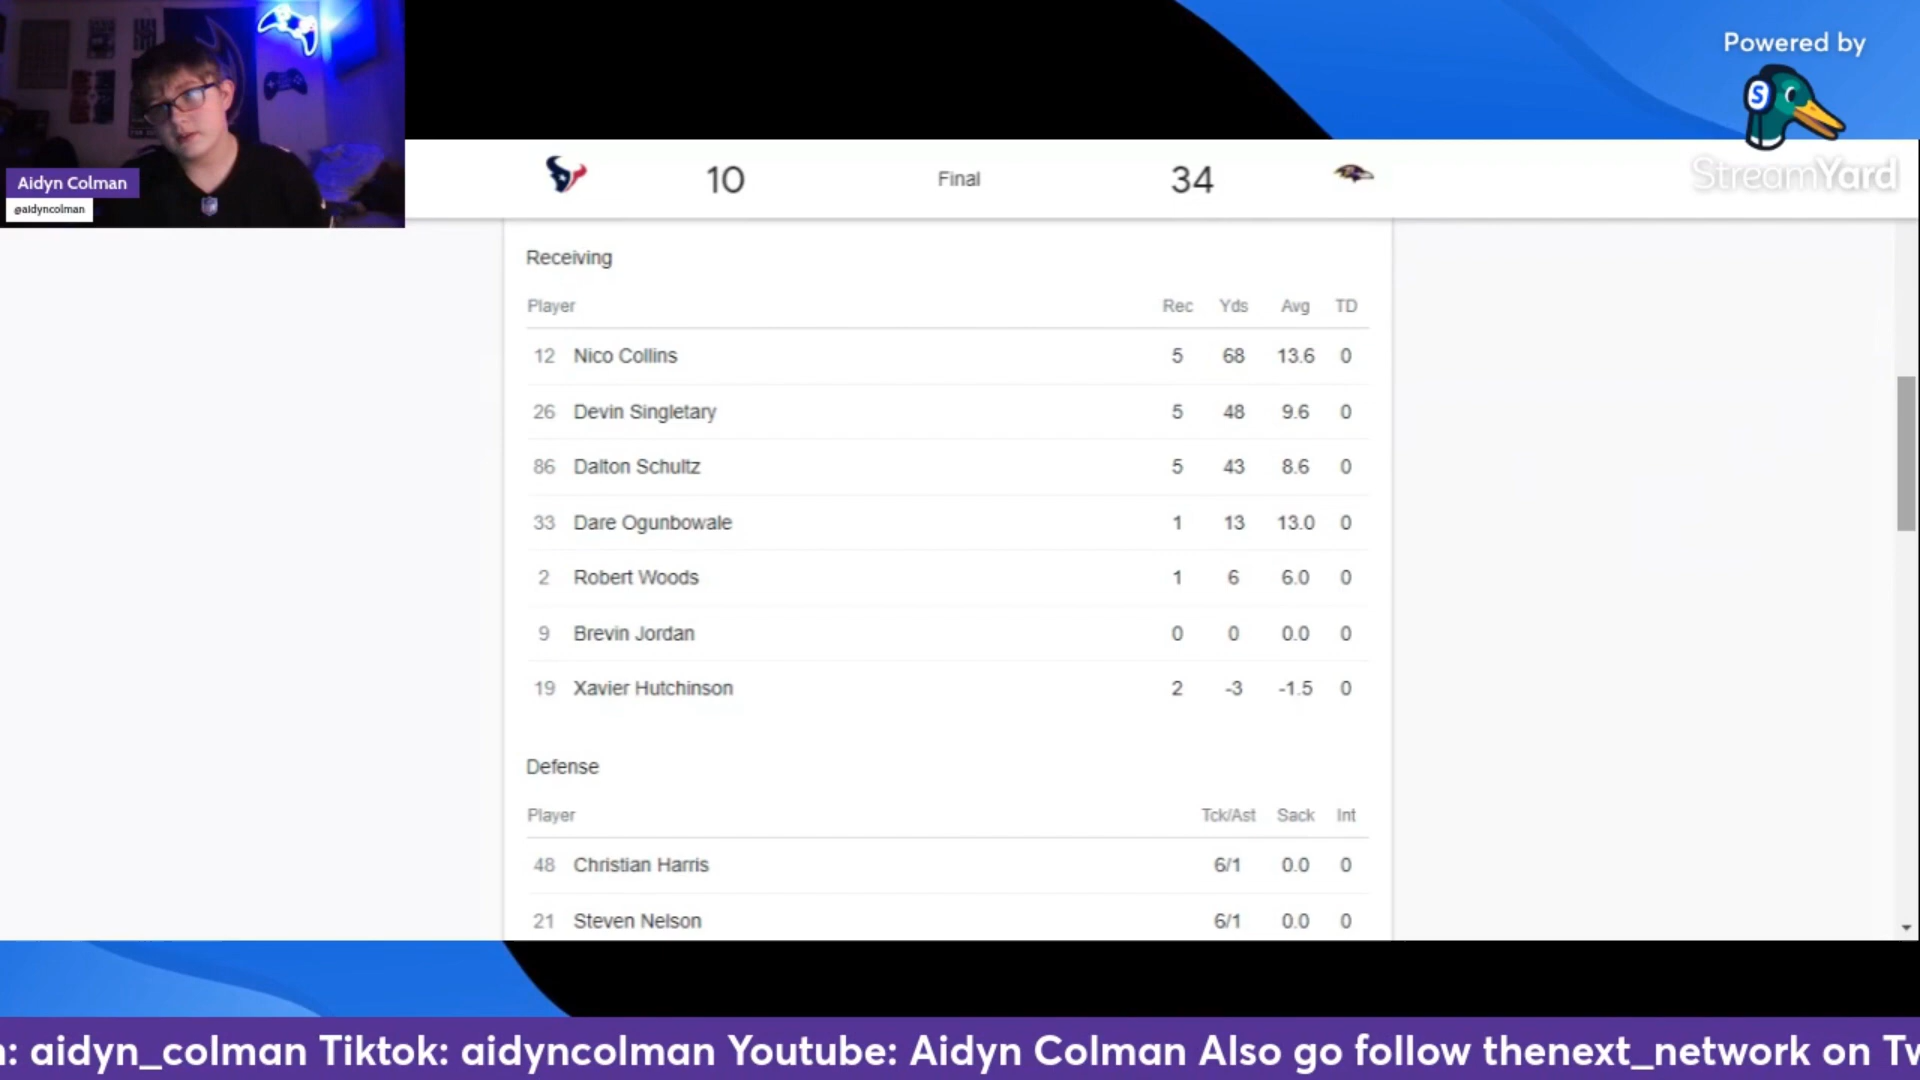 Powered by
StreamYard
Aidyn Colman
@aidyncolman
10 Final 34
Receiving
Player Rec Yds Avg TD
12 Nico Collins 5 68 13.6 0
26 Devin Singletary 5 48 9.6 0
86 Dalton Schultz 5 43 8.6 0
33 Dare Ogunbowale 1 13 13.0 0
2 Robert Woods 1 6 6.0 0
9 Brevin Jordan 0 0 0.0 0
19 Xavier Hutchinson 2 -3 -1.5 0
Defense
Player Tck/Ast Sack Int
48 Christian Harris 6/1 0.0 0
21 Steven Nelson 6/1 0.0 0
: aidyn_colman Tiktok: aidyncolman Youtube: Aidyn Colman Also go follow thenext_network on Tw